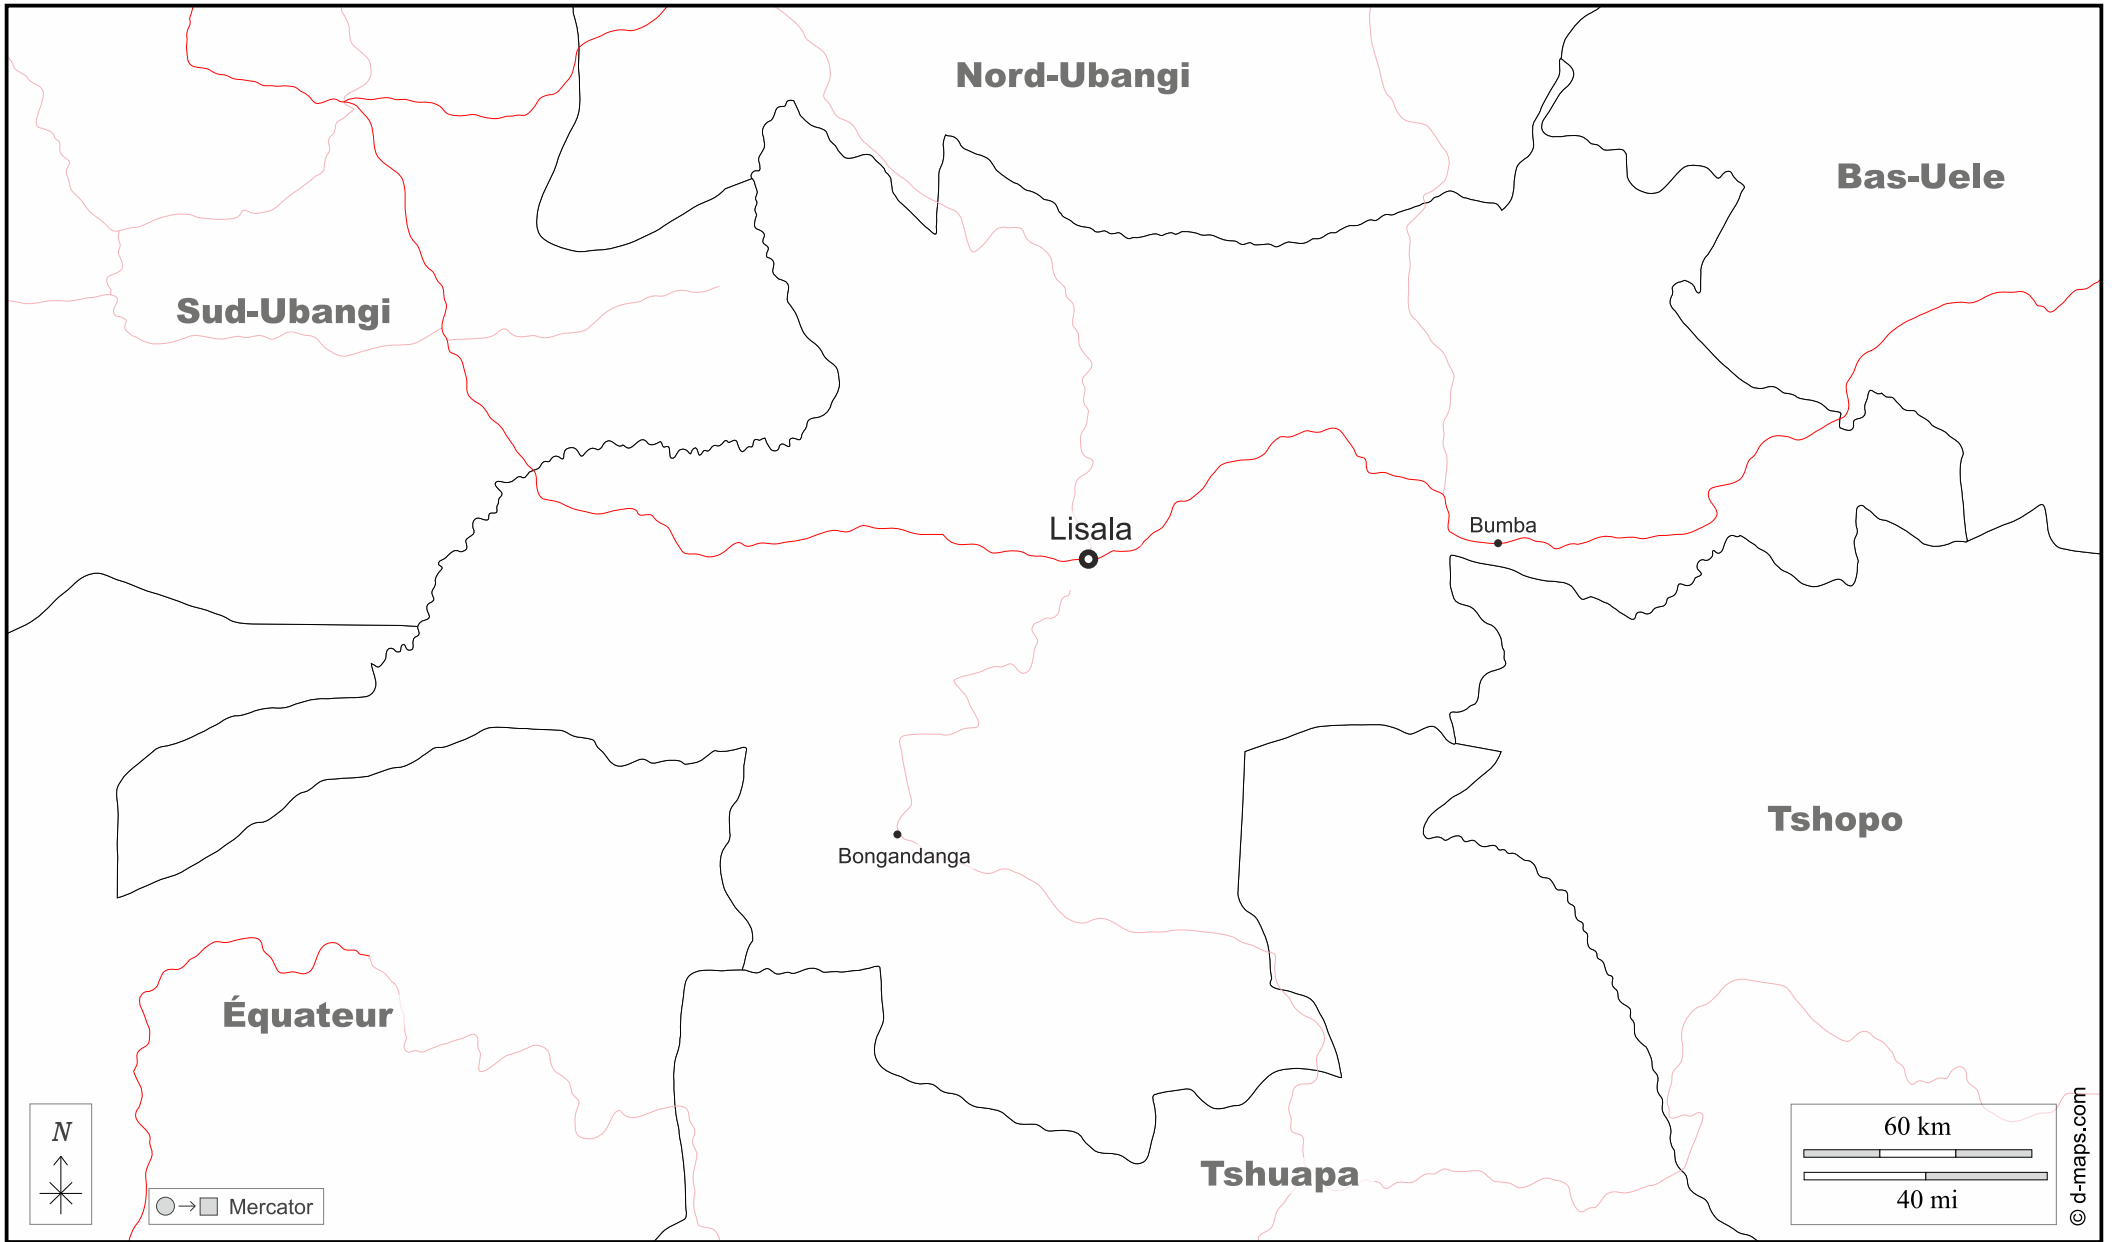 Nord-Ubangi
Bas-Uele
Sud-Ubangi
Lisala
Bumba
Tshopo
Bongandanga
Équateur
Tshuapa
N
Mercator
60 km
40 mi
© d-maps.com